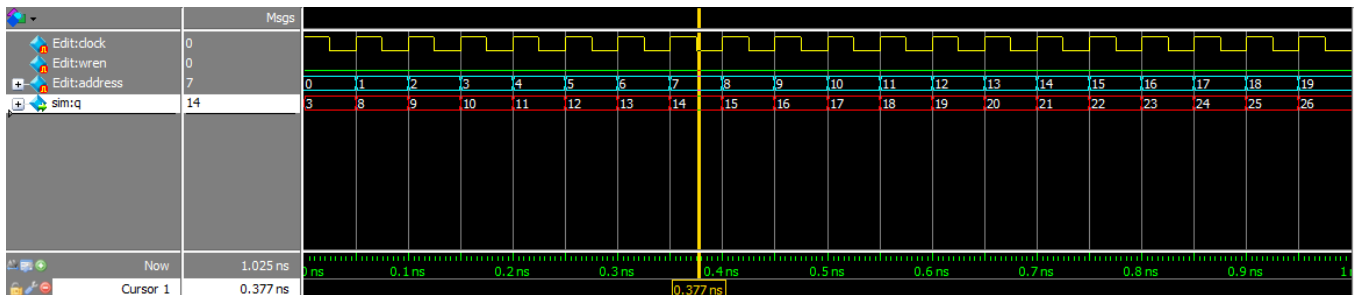 Msgs
Edit:clock 0
Edit:wren 0
Edit:address 7 0 1 2 3 4 5 6 7 8 9 10 11 12 13 14 15 16 17 18 19
sim:q 14 3 8 9 10 11 12 13 14 15 16 17 18 19 20 21 22 23 24 25 26
Now 1.025 ns ns 0.1 ns 0.2 ns 0.3 ns 0.4 ns 0.5 ns 0.6 ns 0.7 ns 0.8 ns 0.9 ns 1
Cursor 1 0.377 ns 0.377 ns